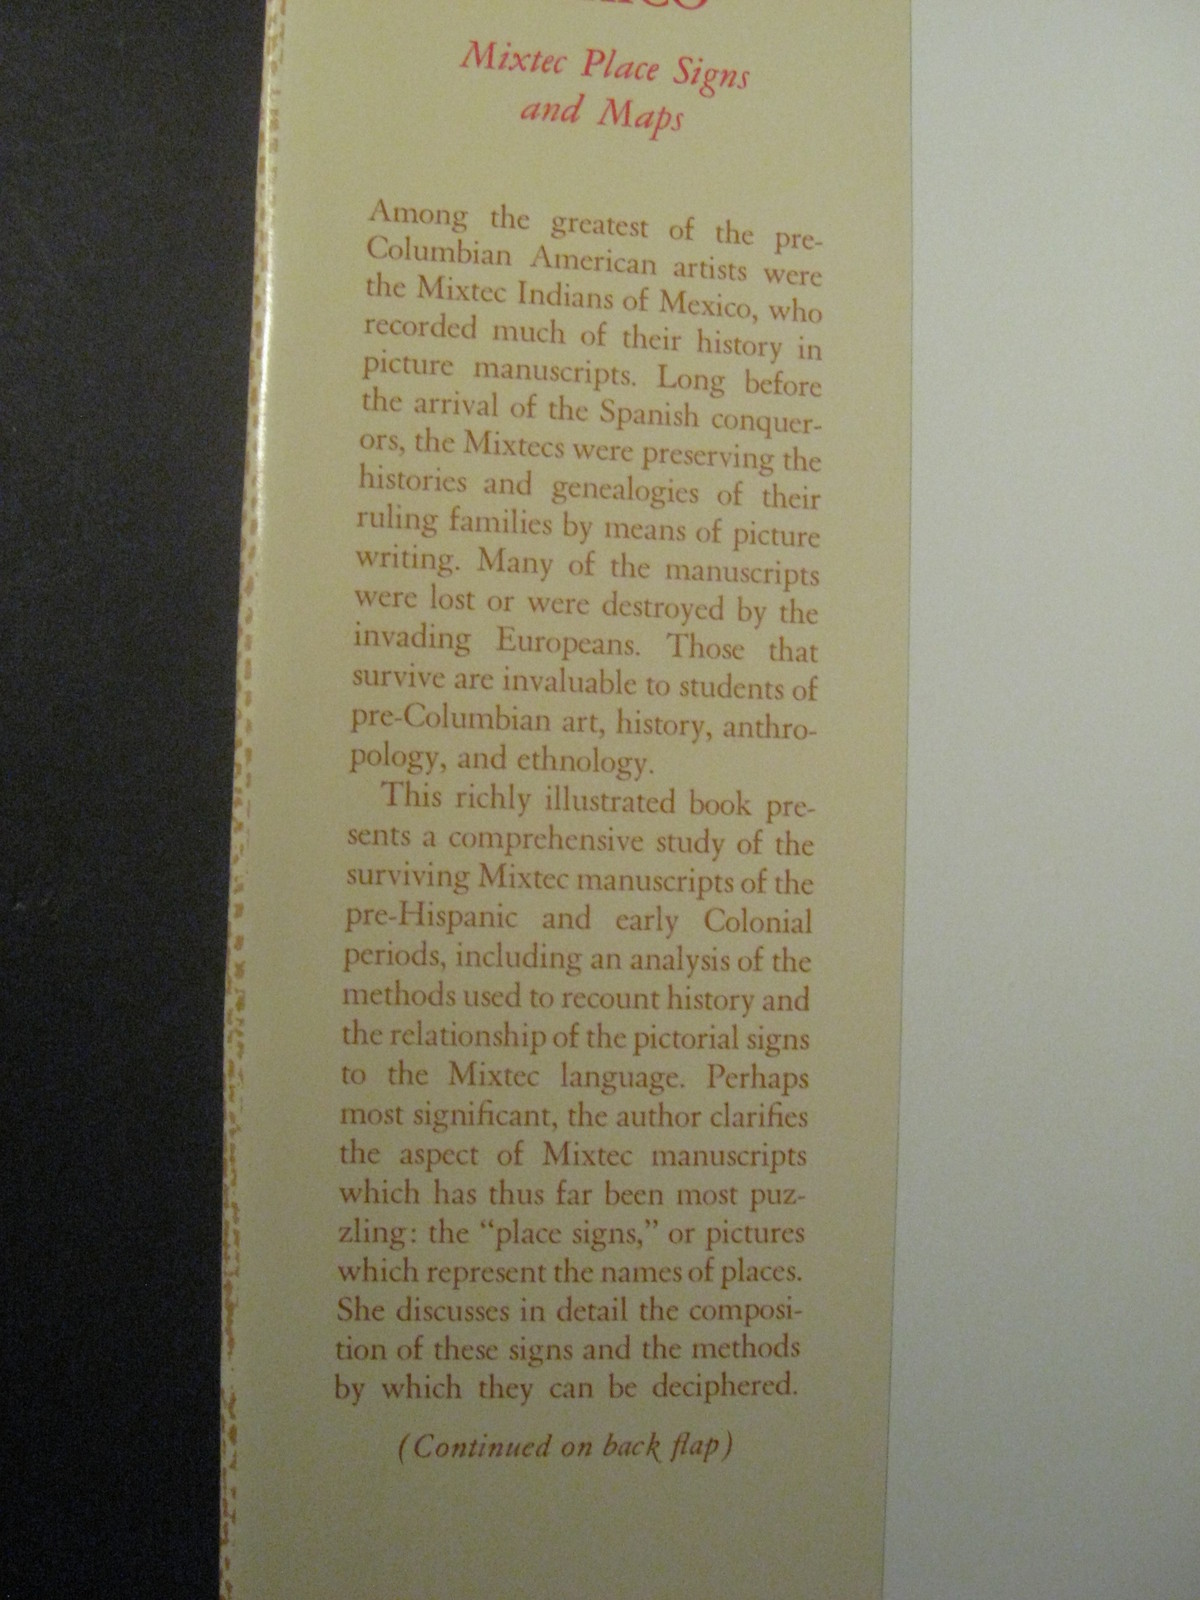 Mixtec Place Signs
and Maps
Among the greatest of the pre-
Columbian American artists were
the Mixtec Indians of Mexico, who
recorded much of their history in
picture manuscripts. Long before
the arrival of the Spanish conquer-
ors, the Mixtecs were preserving the
histories and genealogies of their
ruling families by means of picture
writing. Many of the manuscripts
were lost or were destroyed by the
invading Europeans. Those that
survive are invaluable to students of
pre-Columbian art, history, anthro-
pology, and ethnology.
This richly illustrated book pre-
sents a comprehensive study of the
surviving Mixtec manuscripts of the
pre-Hispanic and early Colonial
periods, including an analysis of the
methods used to recount history and
the relationship of the pictorial signs
to the Mixtec language. Perhaps
most significant, the author clarifies
the aspect of Mixtec manuscripts
which has thus far been most puz-
zling: the “place signs,” or pictures
which represent the names of places.
She discusses in detail the composi-
tion of these signs and the methods
by which they can be deciphered.
(Continued on back flap)